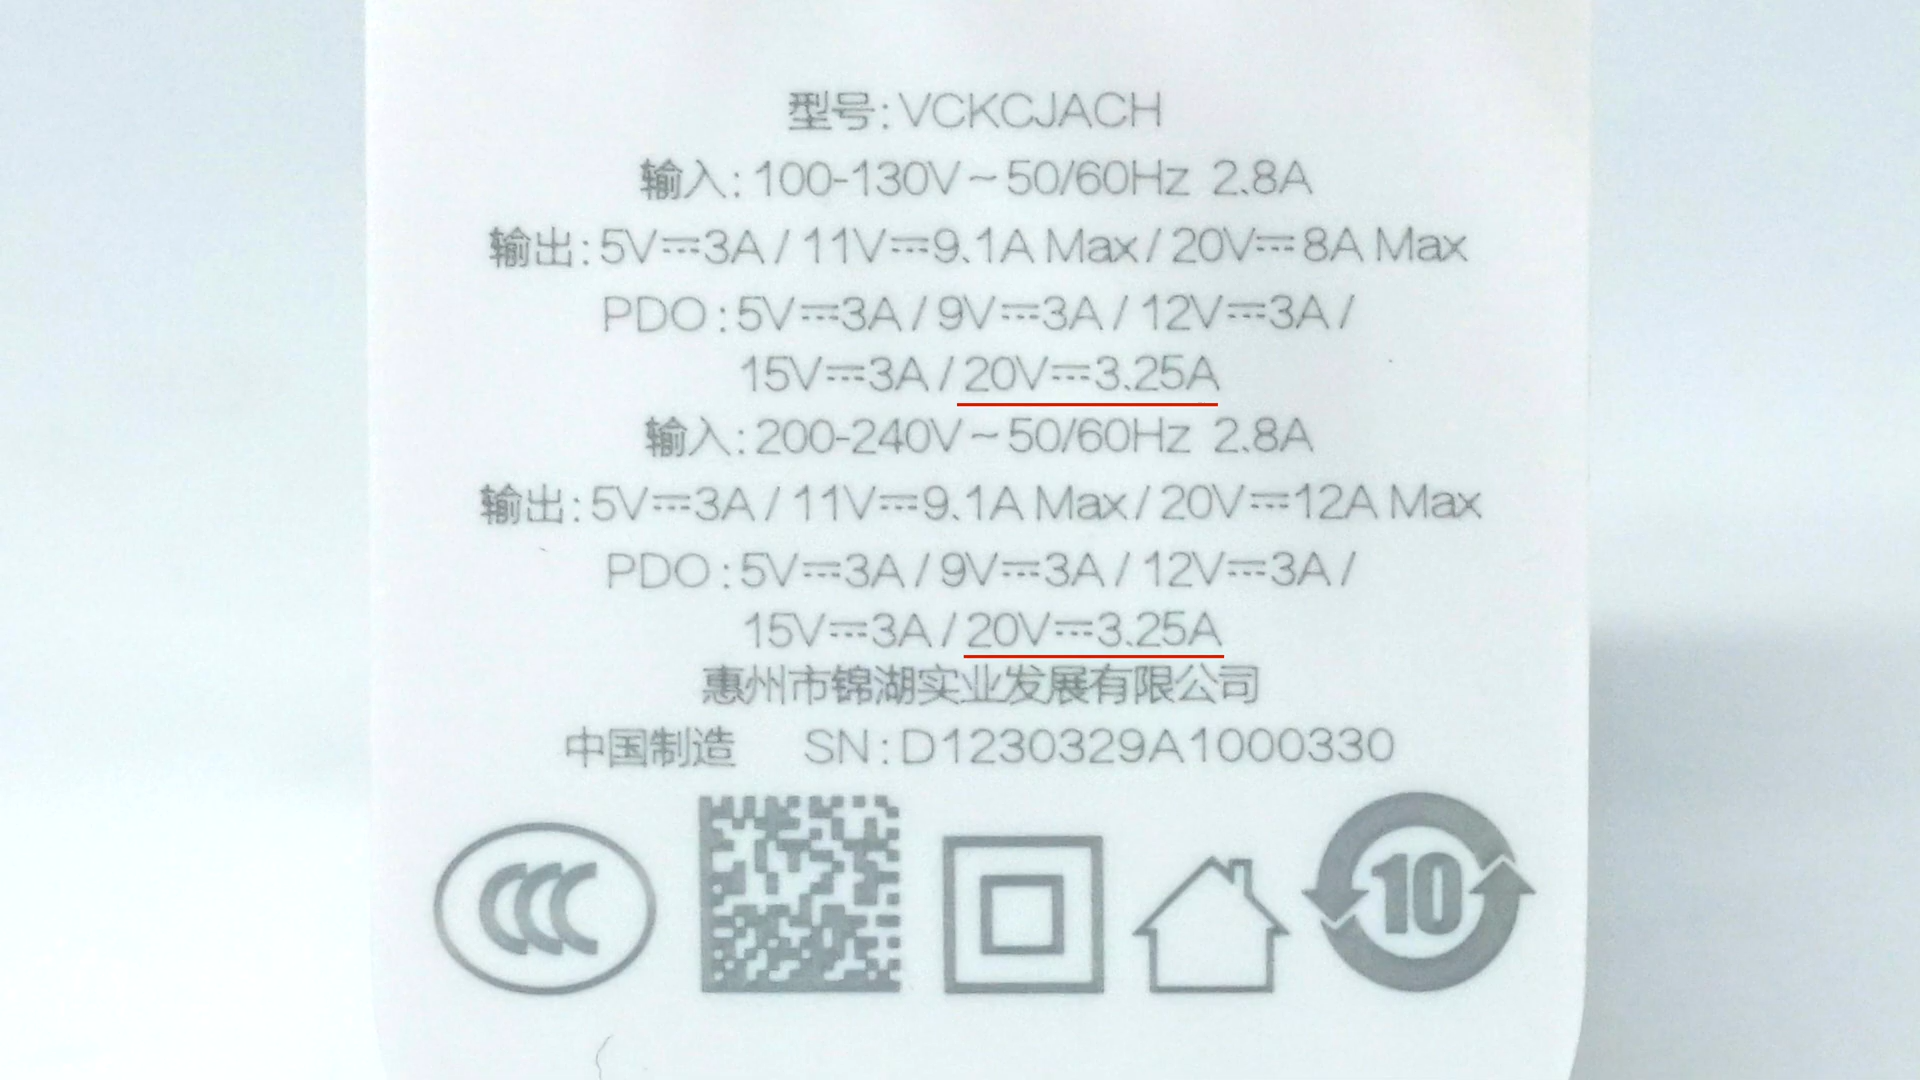 型号:VCKCJACH
输入:100-130V~50/60Hz 2.8A
输出:5V⎓3A/11V⎓9.1A Max/20V⎓8A Max
PDO:5V⎓3A/9V⎓3A/12V⎓3A/
15V⎓3A/20V⎓3.25A
输入:200-240V~50/60Hz 2.8A
输出:5V⎓3A/11V⎓9.1A Max/20V⎓12A Max
PDO:5V⎓3A/9V⎓3A/12V⎓3A/
15V⎓3A/20V⎓3.25A
惠州市锦湖实业发展有限公司
中国制造 SN:D1230329A1000330
CCC
10